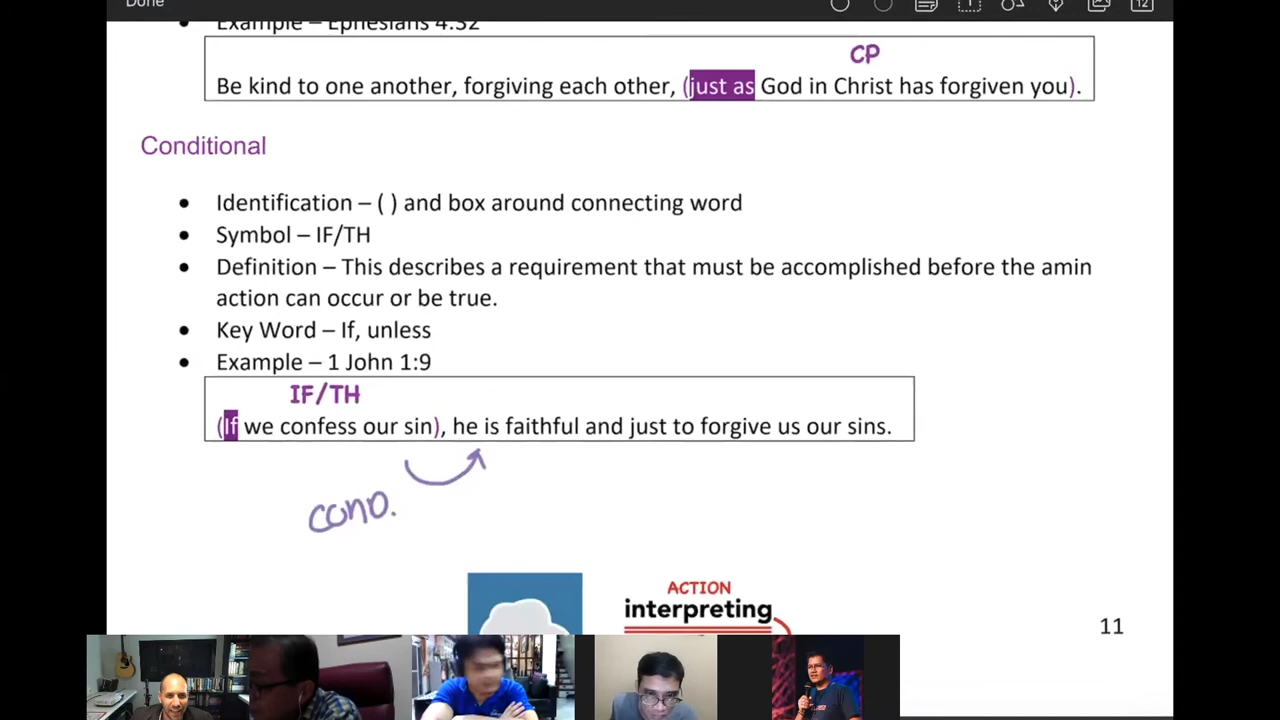 Done
Example – Ephesians 4:32
CP
Be kind to one another, forgiving each other, (just as God in Christ has forgiven you).
Conditional
Identification – ( ) and box around connecting word
Symbol – IF/TH
Definition – This describes a requirement that must be accomplished before the amin
action can occur or be true.
Key Word – If, unless
Example – 1 John 1:9
IF/TH
(If we confess our sin), he is faithful and just to forgive us our sins.
COND.
ACTION
interpreting
11
12